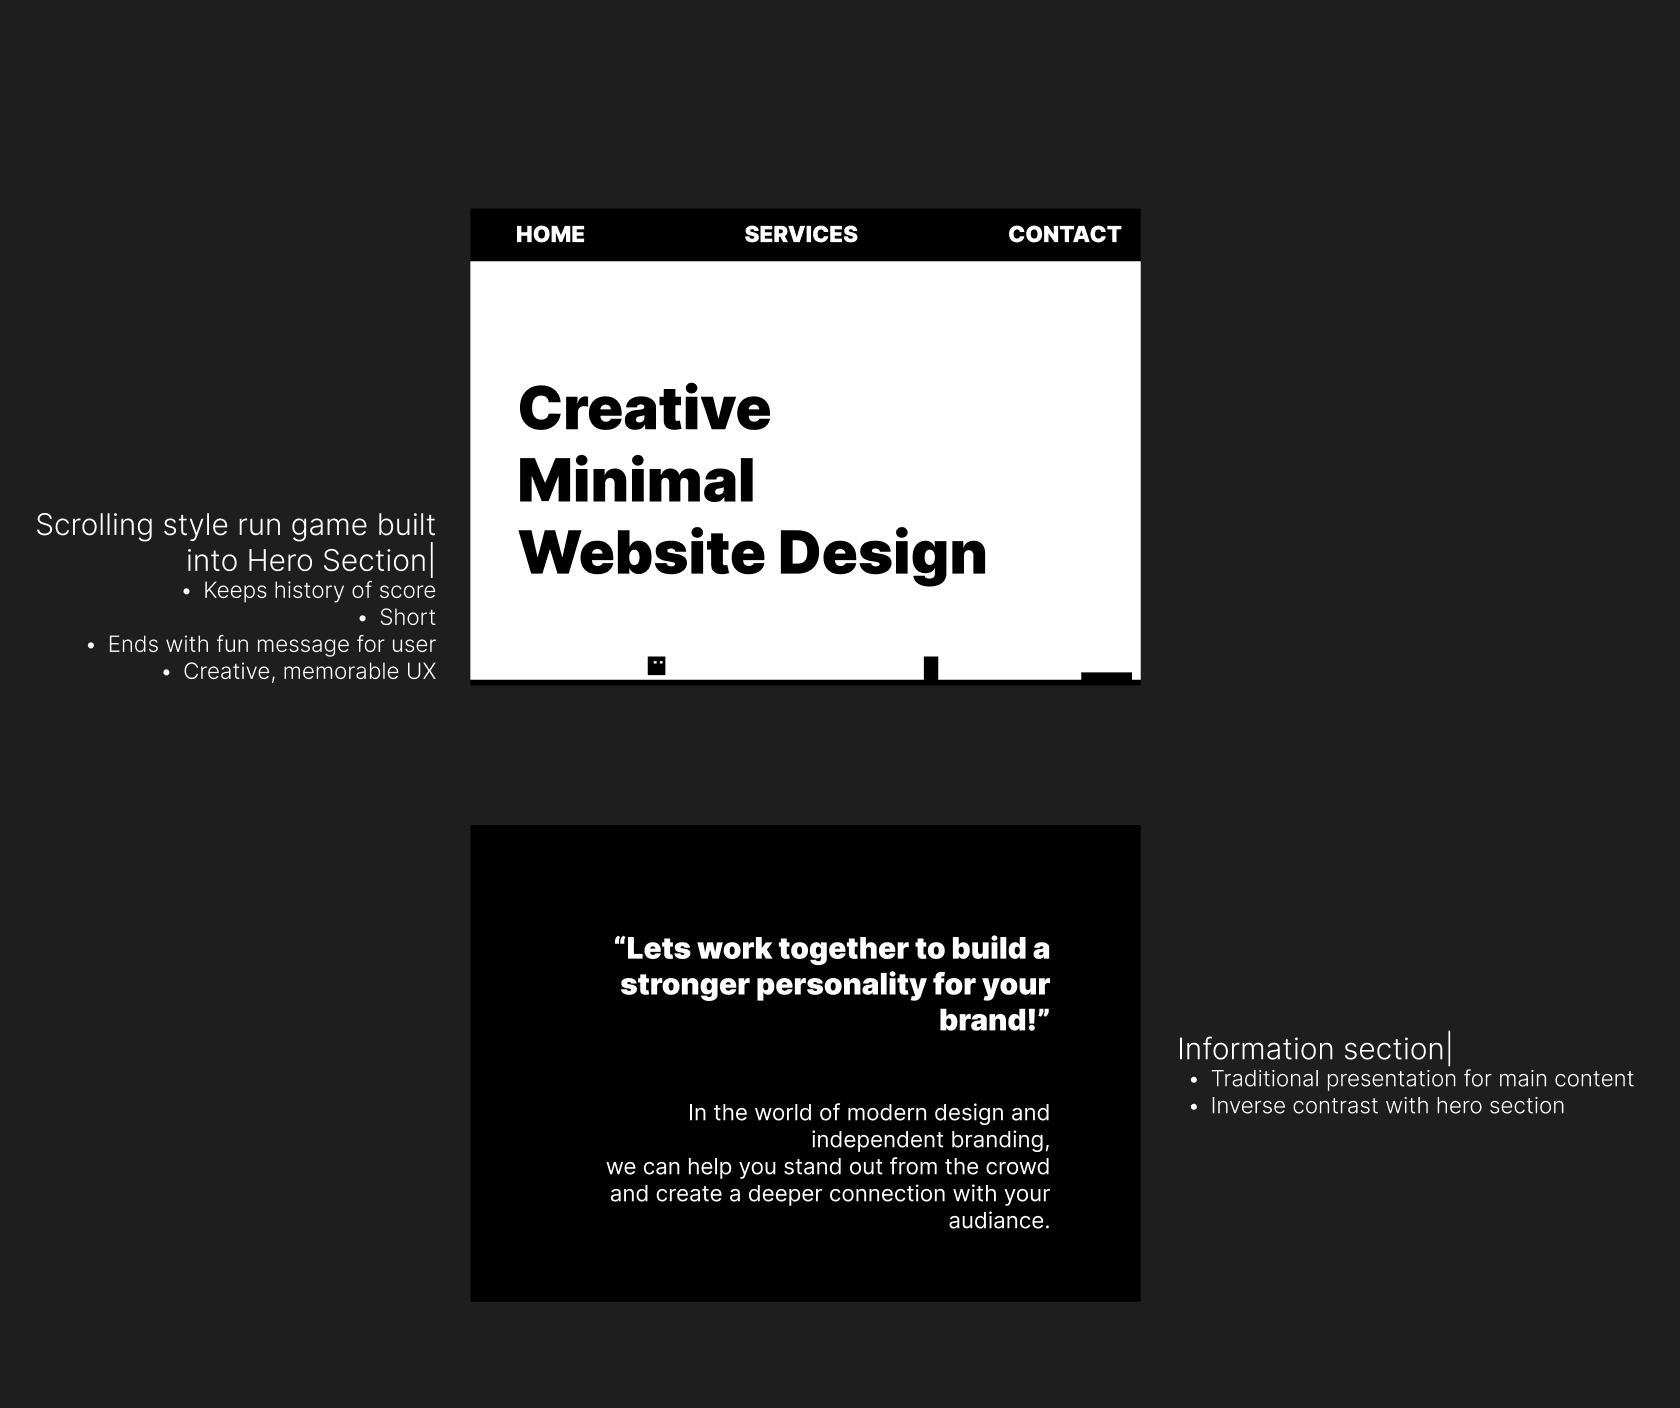 HOME SERVICES CONTACT
Creative
Minimal
Website Design
Scrolling style run game built
into Hero Section|
• Keeps history of score
• Short
• Ends with fun message for user
• Creative, memorable UX
“Lets work together to build a
stronger personality for your
brand!”
In the world of modern design and
independent branding,
we can help you stand out from the crowd
and create a deeper connection with your
audiance.
Information section|
• Traditional presentation for main content
• Inverse contrast with hero section